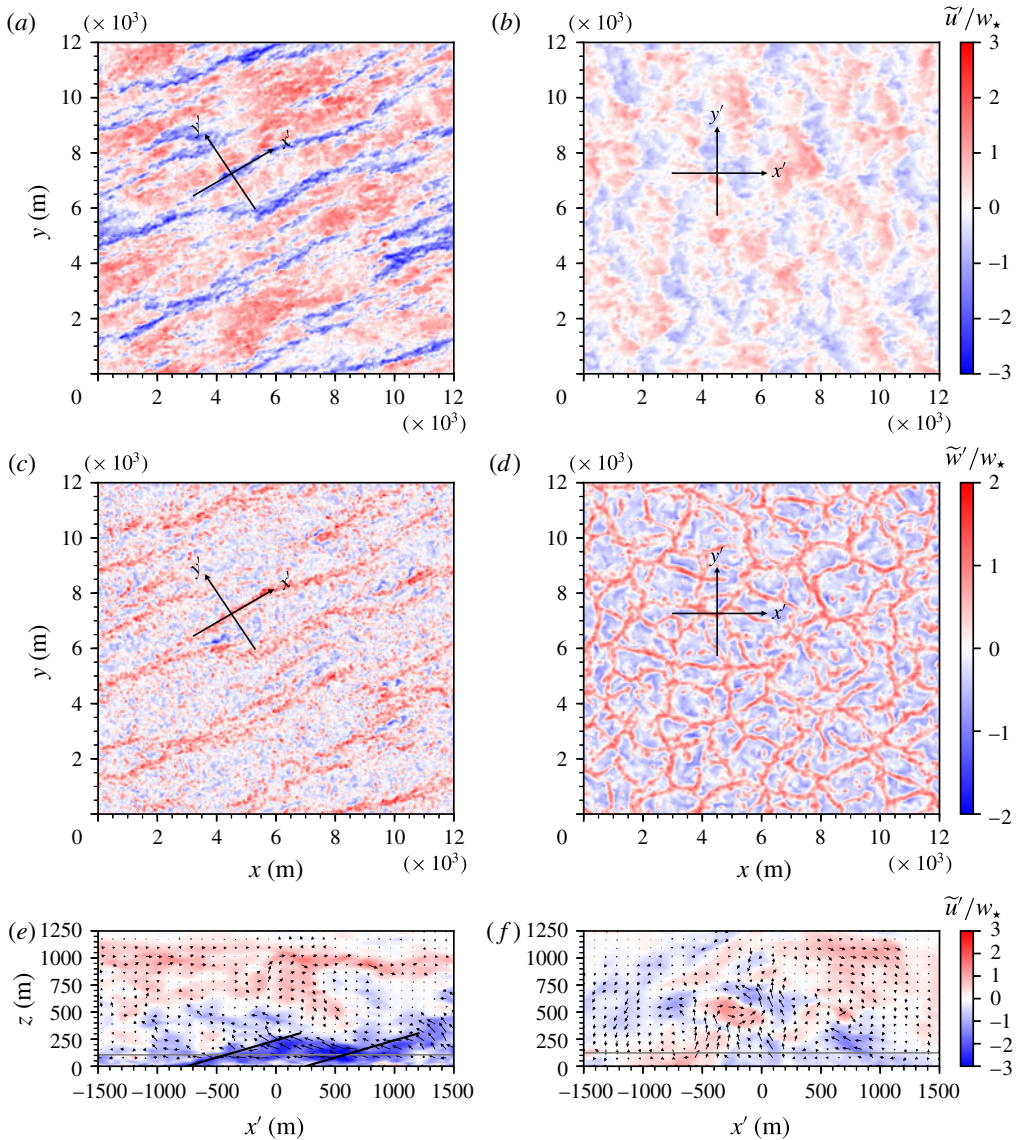 (a) (× 10³) (b) (× 10³) ũ′/w⋆
12 12 3
10 10 2
8 y′ x′ 8 y′ x′ 1
y (m) 6 6 0
4 4 −1
2 2 −2
0 2 4 6 8 10 12 0 2 4 6 8 10 12 −3
(× 10³) (× 10³)
(c) (× 10³) (d) (× 10³) w̃′/w⋆
12 12 2
10 10 1
8 y′ x′ 8 y′ x′
y (m) 6 6 0
4 4 −1
2 2
0 2 4 6 8 10 12 0 2 4 6 8 10 12 −2
x (m) (× 10³) x (m) (× 10³)
(e) (f) ũ′/w⋆
1250 1250 3
1000 1000 2
750 750 1
z (m) 500 500 0
250 250 −1
−2
0 0 −3
−1500 −1000 −500 0 500 1000 1500 −1500 −1000 −500 0 500 1000 1500
x′ (m) x′ (m)